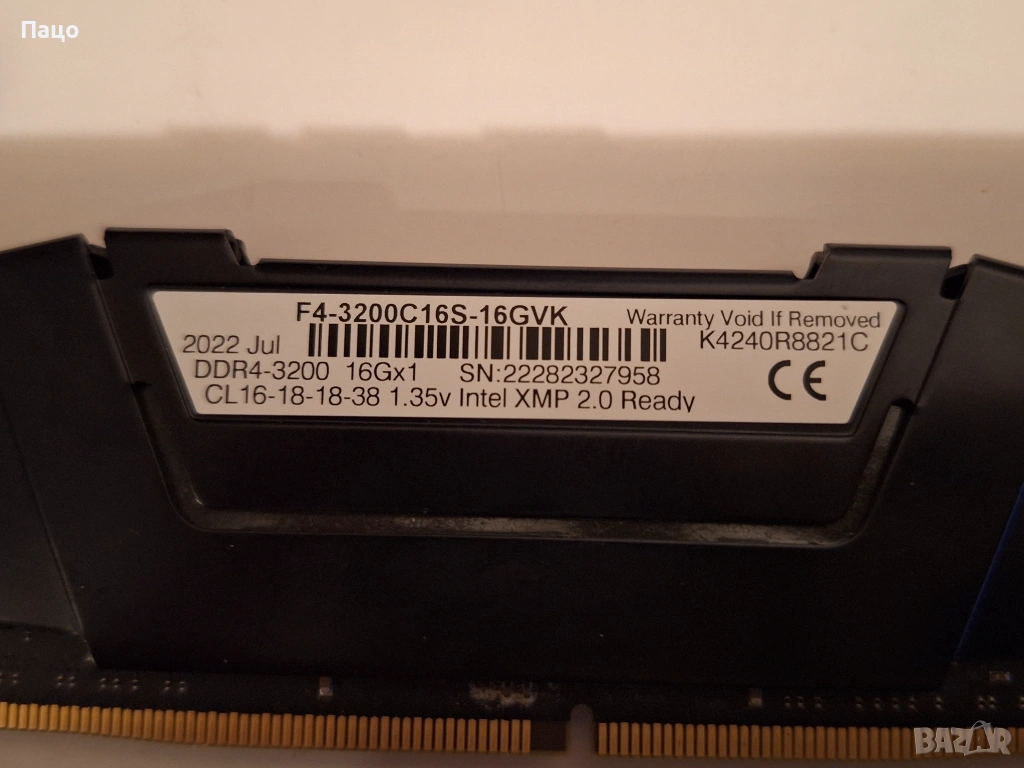 Пацо
F4-3200C16S-16GVK
Warranty Void If Removed
2022 Jul
K4240R8821C
DDR4-3200 16Gx1 SN:22282327958
CL16-18-18-38 1.35v Intel XMP 2.0 Ready
CE
BAZAR